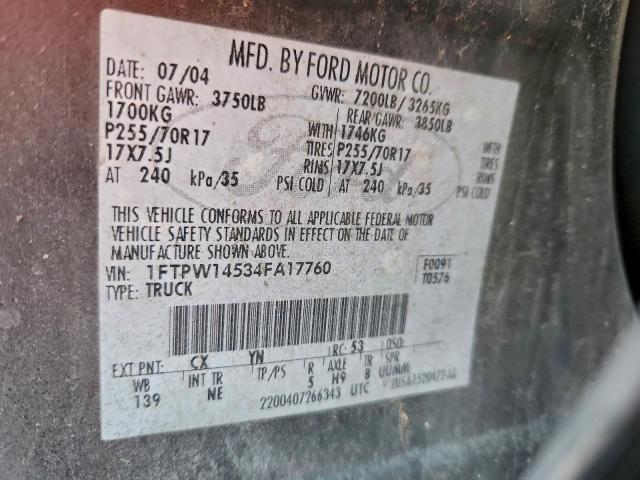 MFD. BY FORD MOTOR CO.
DATE: 07/04 GVWR: 7200LB / 3265KG
FRONT GAWR: 3750LB REAR GAWR: 3850LB
1700KG WITH 1746KG WITH
P255/70R17 TIRES P255/70R17 TIRES
17X7.5J RIMS 17X7.5J RIMS
AT 240 kPa/35 PSI COLD AT 240 kPa/35 PSI COLD
Ford
THIS VEHICLE CONFORMS TO ALL APPLICABLE FEDERAL MOTOR
VEHICLE SAFETY STANDARDS IN EFFECT ON THE DATE OF
MANUFACTURE SHOWN ABOVE.
VIN: 1FTPW14534FA17760 F0091
TYPE: TRUCK T0576
EXT PNT: CX YN RC: 53 DSO:
WB INT TR TP/PS R AXLE TR SPR
139 NE 5 H9 B UUMM
2200407266343 UTC